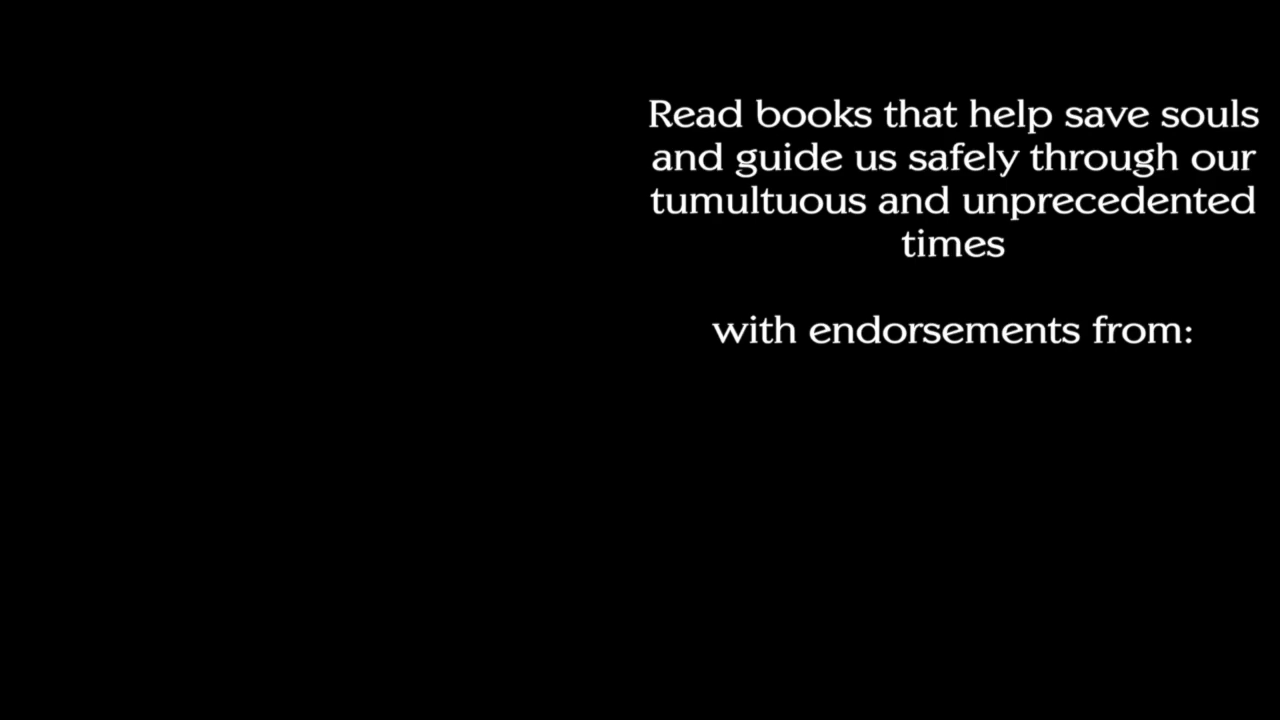 Read books that help save souls
and guide us safely through our
tumultuous and unprecedented
times
with endorsements from: